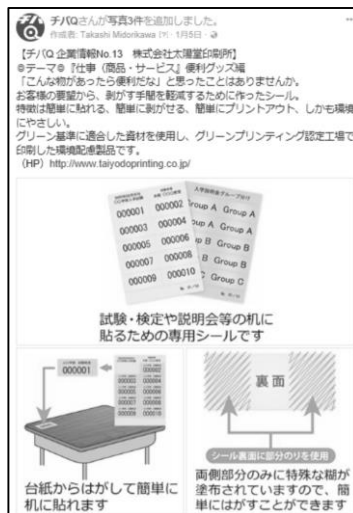 チバQさんが写真3件を追加しました。
作成者: Takashi Midorikawa [?]・1月5日・
【チバQ 企業情報No.13 株式会社太陽堂印刷所】
◎テーマ◎『仕事（商品・サービス）便利グッズ編
「こんな物があったら便利だな」と思ったことはありませんか。
お客様の要望から、剥がす手間を軽減するために作ったシール。
特徴は簡単に貼れる、簡単に剥がせる、簡単にプリントアウト、しかも環境
にやさしい。
グリーン基準に適合した資材を使用し、グリーンプリンティング認定工場で
印刷した環境配慮製品です。
（HP）http://www.taiyodoprinting.co.jp/
000001 000002
000003 000004
000005 000006
000007 000008
000009 000010
入学説明会グループ分け
Group A Group A
Group A
Group B
Group B
Group C
試験・検定や説明会等の机に
貼るための専用シールです
000001
台紙からはがして簡単に
机に貼れます
裏面
シール裏面に部分のりを使用
両側部分のみに特殊な糊が
塗布されていますので、簡
単にはがすことができます